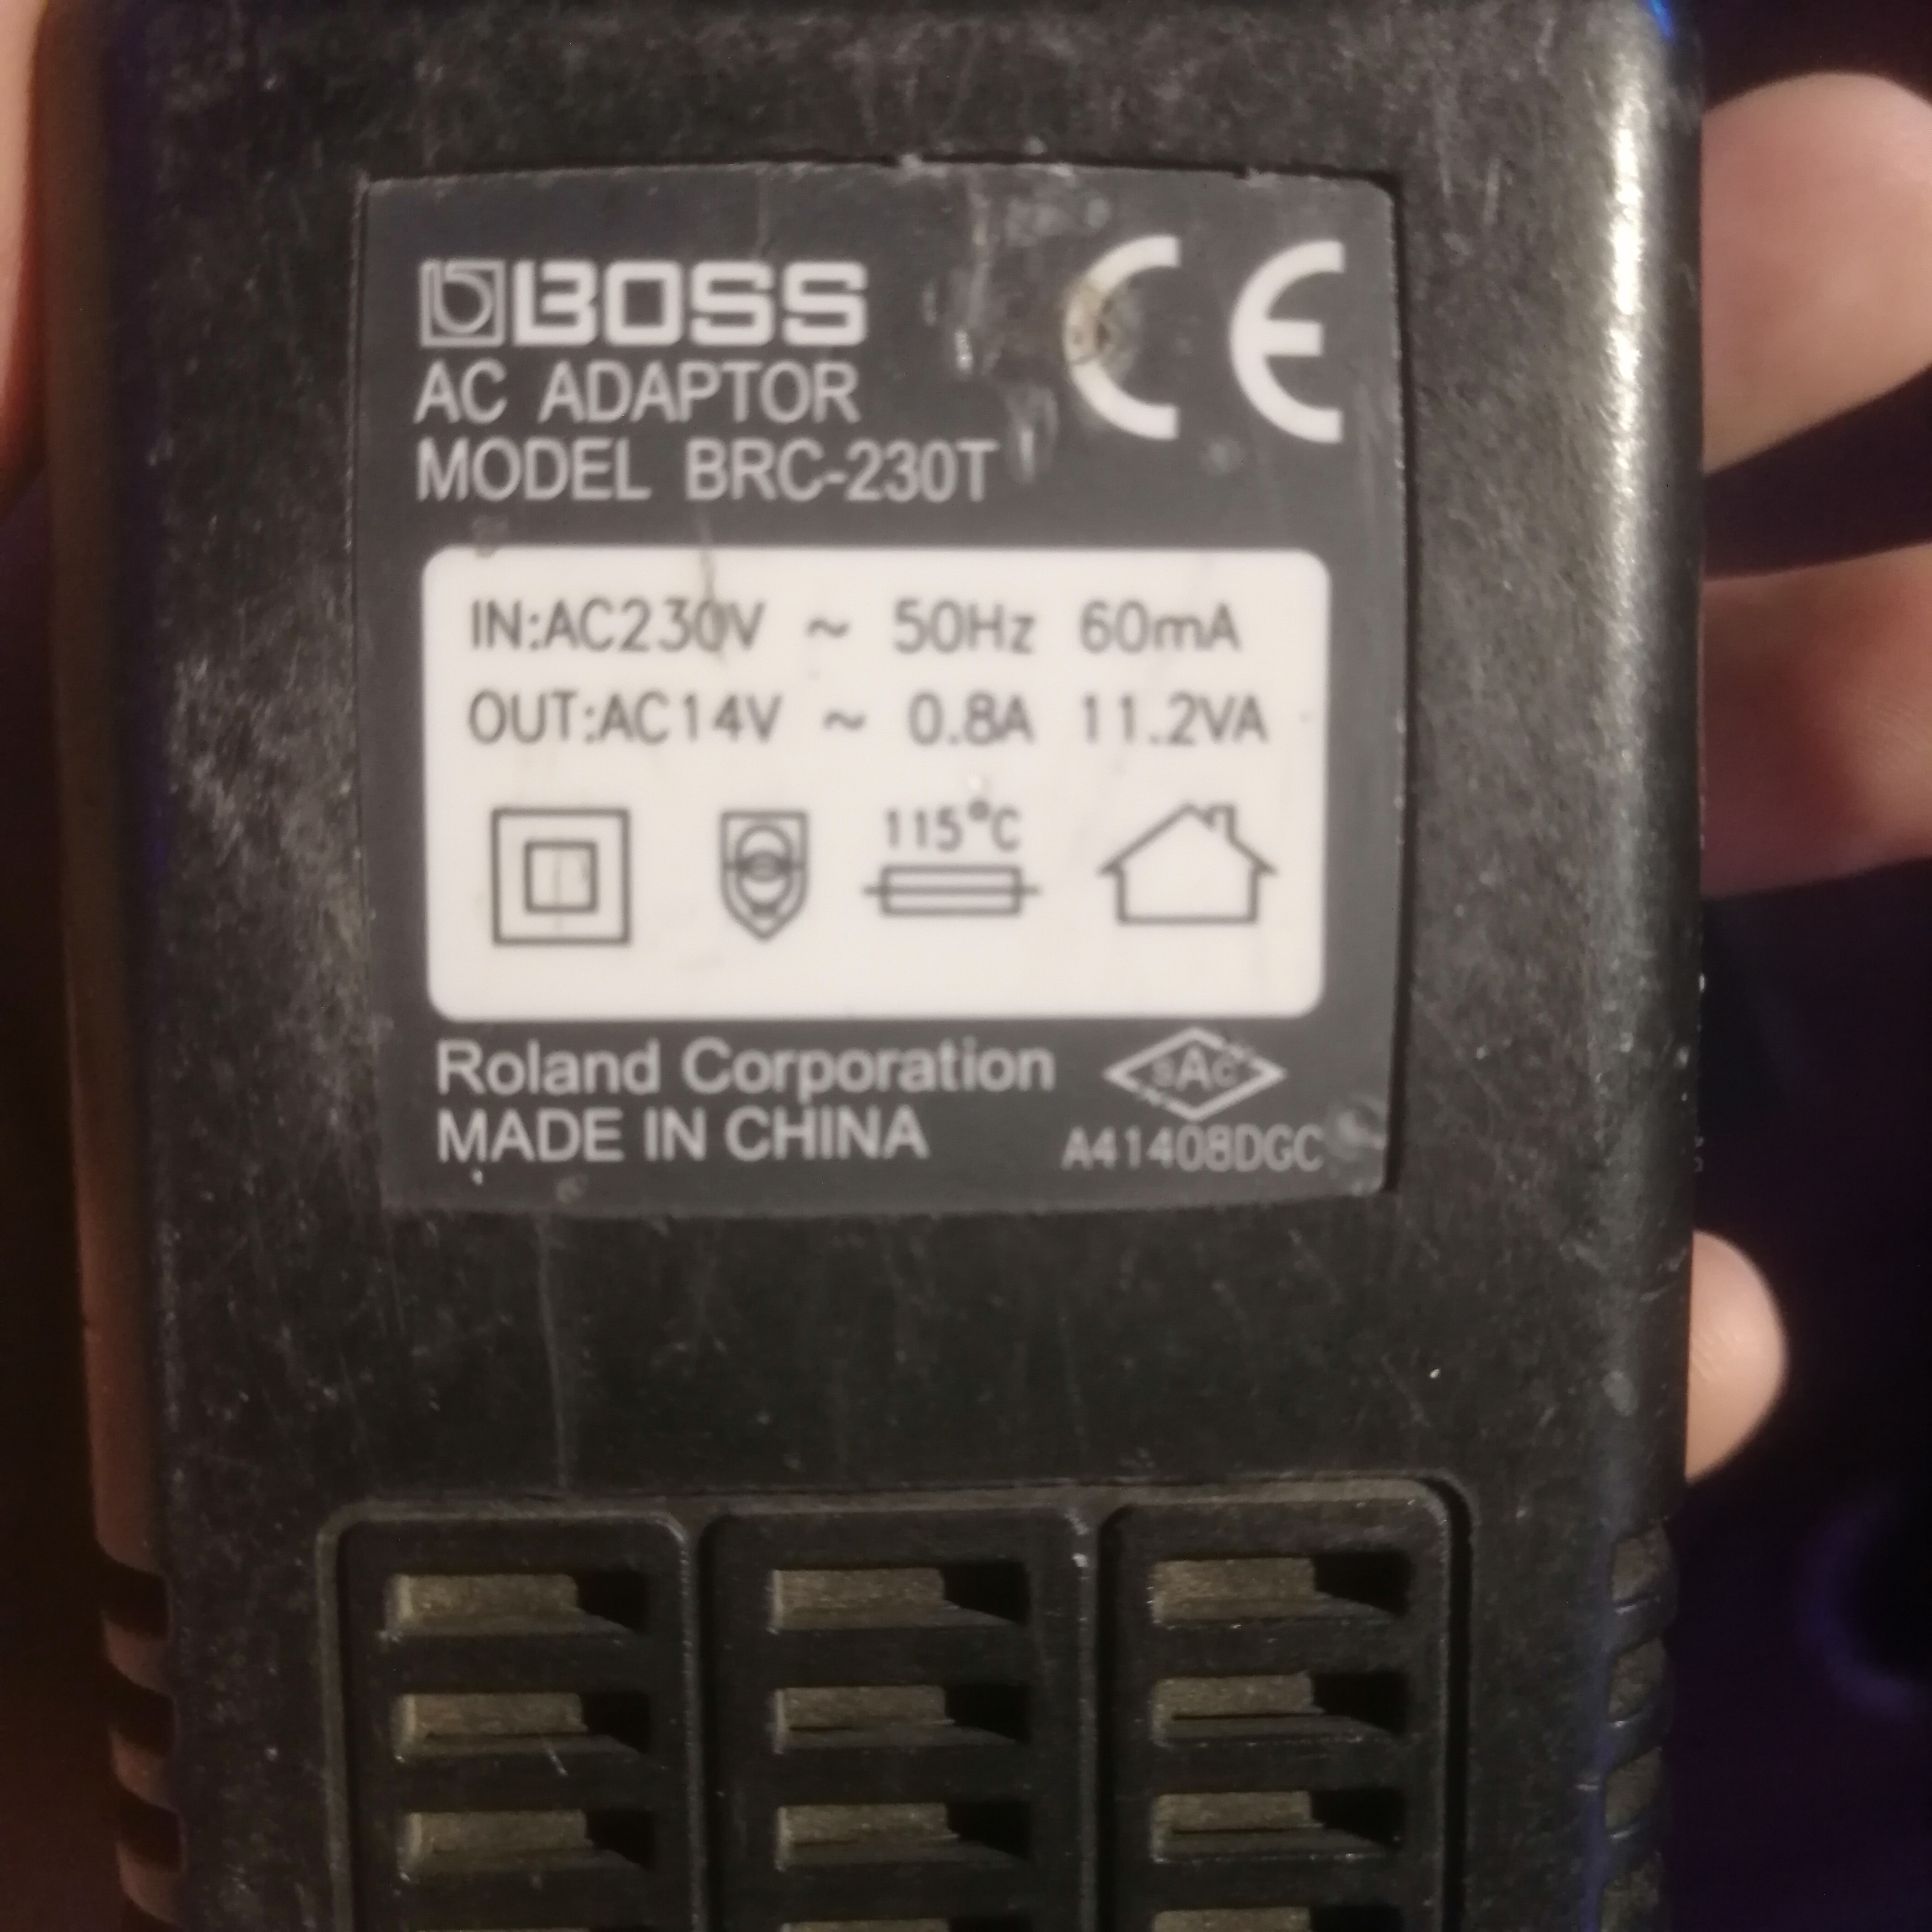 BOSS
CE
AC ADAPTOR
MODEL BRC-230T
IN:AC230V ~ 50Hz 60mA
OUT:AC14V ~ 0.8A 11.2VA
115°C
Roland Corporation
SAC
MADE IN CHINA
A41408DGC